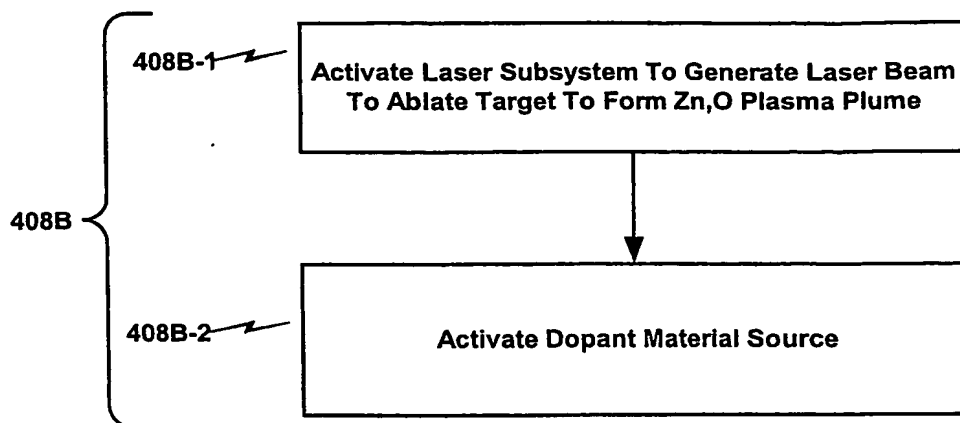 408B-1
Activate Laser Subsystem To Generate Laser Beam
To Ablate Target To Form Zn,O Plasma Plume
408B
408B-2
Activate Dopant Material Source